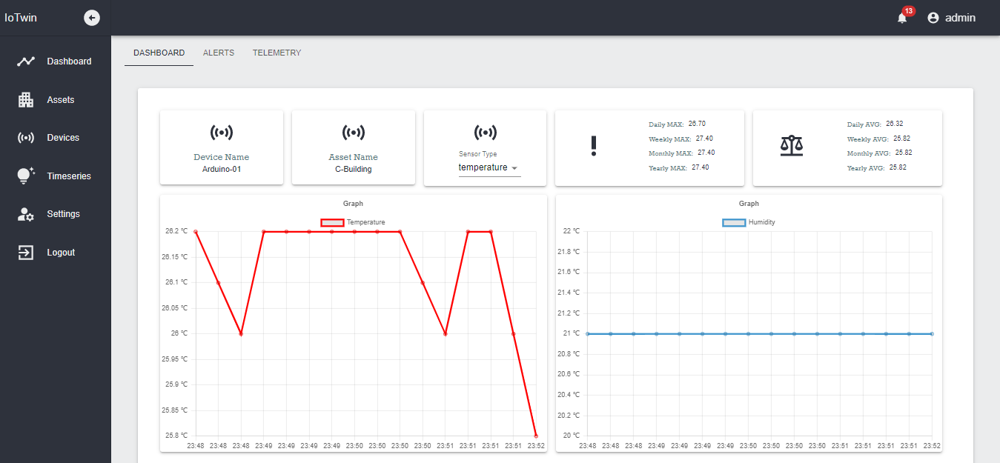 IoTwin
13
admin
Dashboard
Assets
Devices
Timeseries
Settings
Logout
DASHBOARD ALERTS TELEMETRY
Device Name
Arduino-01
Asset Name
C-Building
Sensor Type
temperature
Daily MAX: 26.70
Weekly MAX: 27.40
Monthly MAX: 27.40
Yearly MAX: 27.40
Daily AVG: 26.32
Weekly AVG: 25.82
Monthly AVG: 25.82
Yearly AVG: 25.82
Graph
Temperature
26.2 °C
26.15 °C
26.1 °C
26.05 °C
26 °C
25.95 °C
25.9 °C
25.85 °C
25.8 °C
23:48 23:48 23:48 23:49 23:49 23:49 23:49 23:50 23:50 23:50 23:50 23:51 23:51 23:51 23:51 23:52
Graph
Humidity
22 °C
21.8 °C
21.6 °C
21.4 °C
21.2 °C
21 °C
20.8 °C
20.6 °C
20.4 °C
20.2 °C
20 °C
23:48 23:48 23:48 23:49 23:49 23:49 23:49 23:50 23:50 23:50 23:50 23:51 23:51 23:51 23:51 23:52